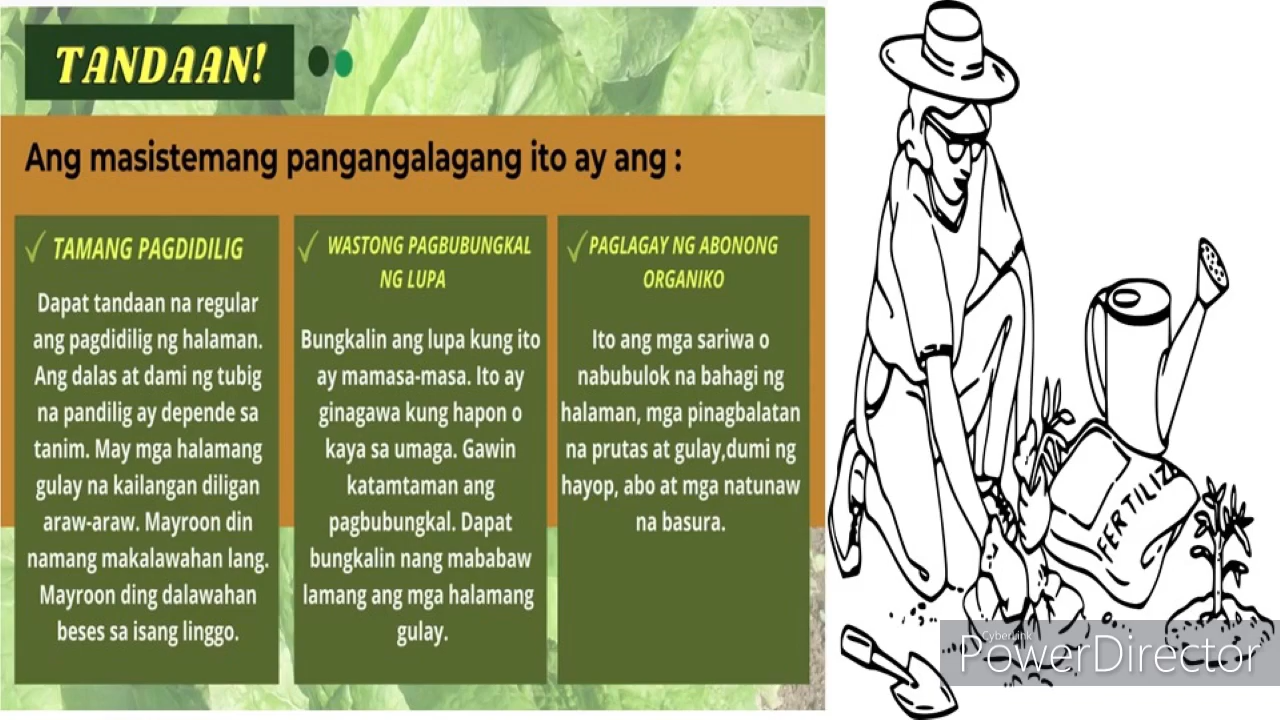 TANDAAN!
Ang masistemang pangangalagang ito ay ang :
TAMANG PAGDIDILIG
Dapat tandaan na regular
ang pagdidilig ng halaman.
Ang dalas at dami ng tubig
na pandilig ay depende sa
tanim. May mga halamang
gulay na kailangan diligan
araw-araw. Mayroon din
namang makalawahan lang.
Mayroon ding dalawahan
beses sa isang linggo.
WASTONG PAGBUBUNGKAL
NG LUPA
Bungkalin ang lupa kung ito
ay mamasa-masa. Ito ay
ginagawa kung hapon o
kaya sa umaga. Gawin
katamtaman ang
pagbubungkal. Dapat
bungkalin nang mababaw
lamang ang mga halamang
gulay.
PAGLAGAY NG ABONONG
ORGANIKO
Ito ang mga sariwa o
nabubulok na bahagi ng
halaman, mga pinagbalatan
na prutas at gulay,dumi ng
hayop, abo at mga natunaw
na basura.
FERTILIZ
CyberLink
PowerDirector